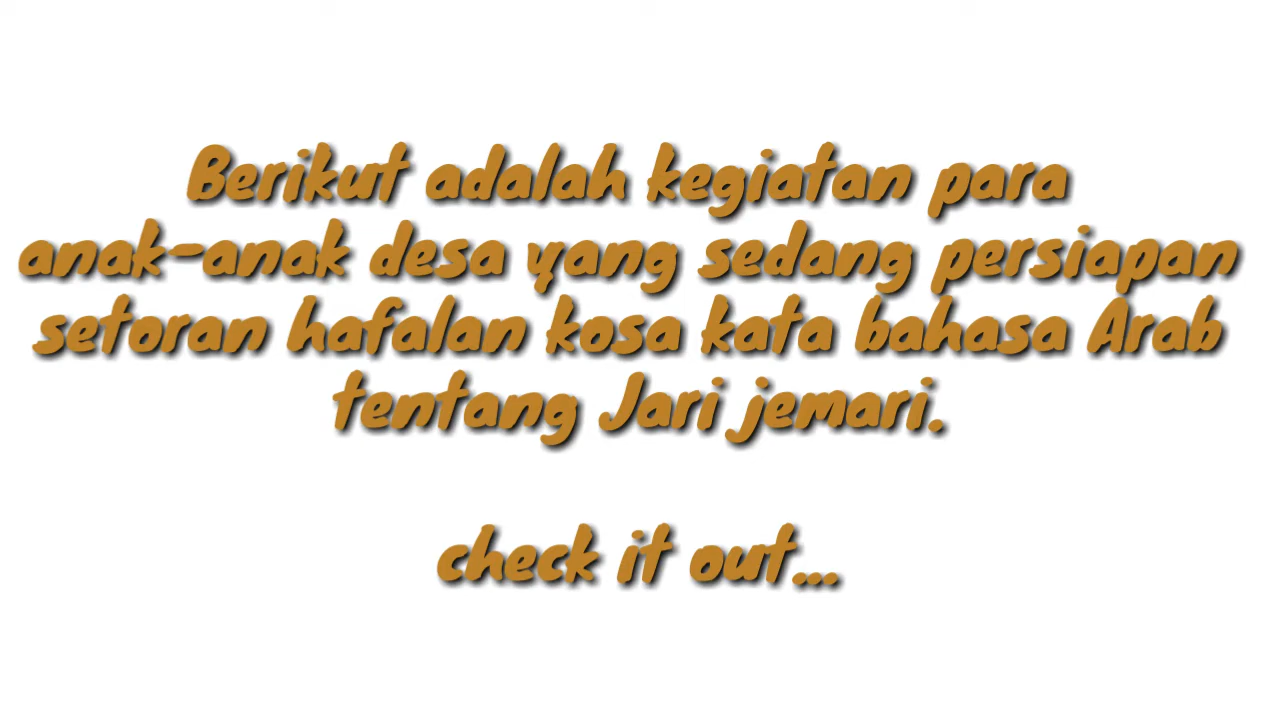 Berikut adalah kegiatan para
anak-anak desa yang sedang persiapan
setoran hafalan kosa kata bahasa Arab
tentang Jari jemari.
check it out...